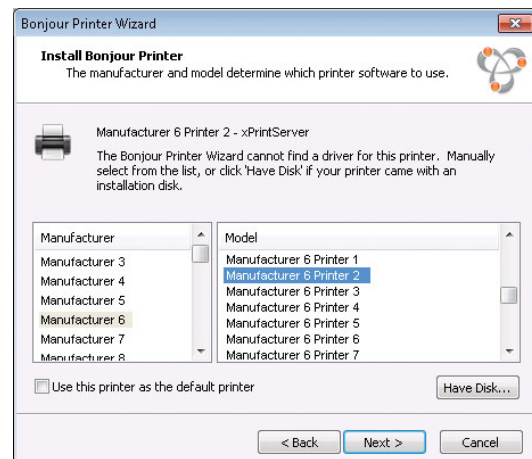 Bonjour Printer Wizard
Install Bonjour Printer
The manufacturer and model determine which printer software to use.
Manufacturer 6 Printer 2 - xPrintServer
The Bonjour Printer Wizard cannot find a driver for this printer. Manually
select from the list, or click 'Have Disk' if your printer came with an
installation disk.
Manufacturer
Manufacturer 3
Manufacturer 4
Manufacturer 5
Manufacturer 6
Manufacturer 7
Manufacturer 8
Model
Manufacturer 6 Printer 1
Manufacturer 6 Printer 2
Manufacturer 6 Printer 3
Manufacturer 6 Printer 4
Manufacturer 6 Printer 5
Manufacturer 6 Printer 6
Manufacturer 6 Printer 7
Use this printer as the default printer
Have Disk...
< Back
Next >
Cancel